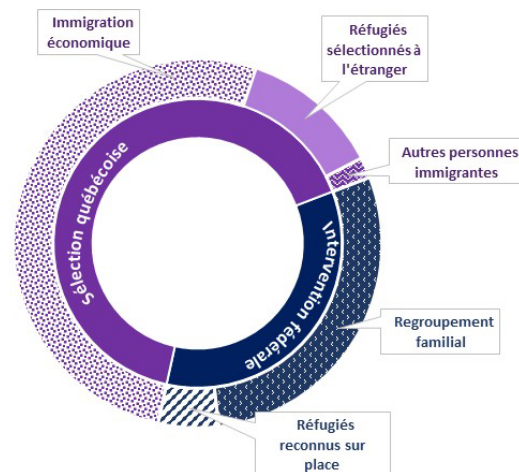 Immigration
économique
Réfugiés
sélectionnés à
l'étranger
Autres personnes
immigrantes
Sélection québécoise
Intervention fédérale
Regroupement
familial
Réfugiés
reconnus sur
place